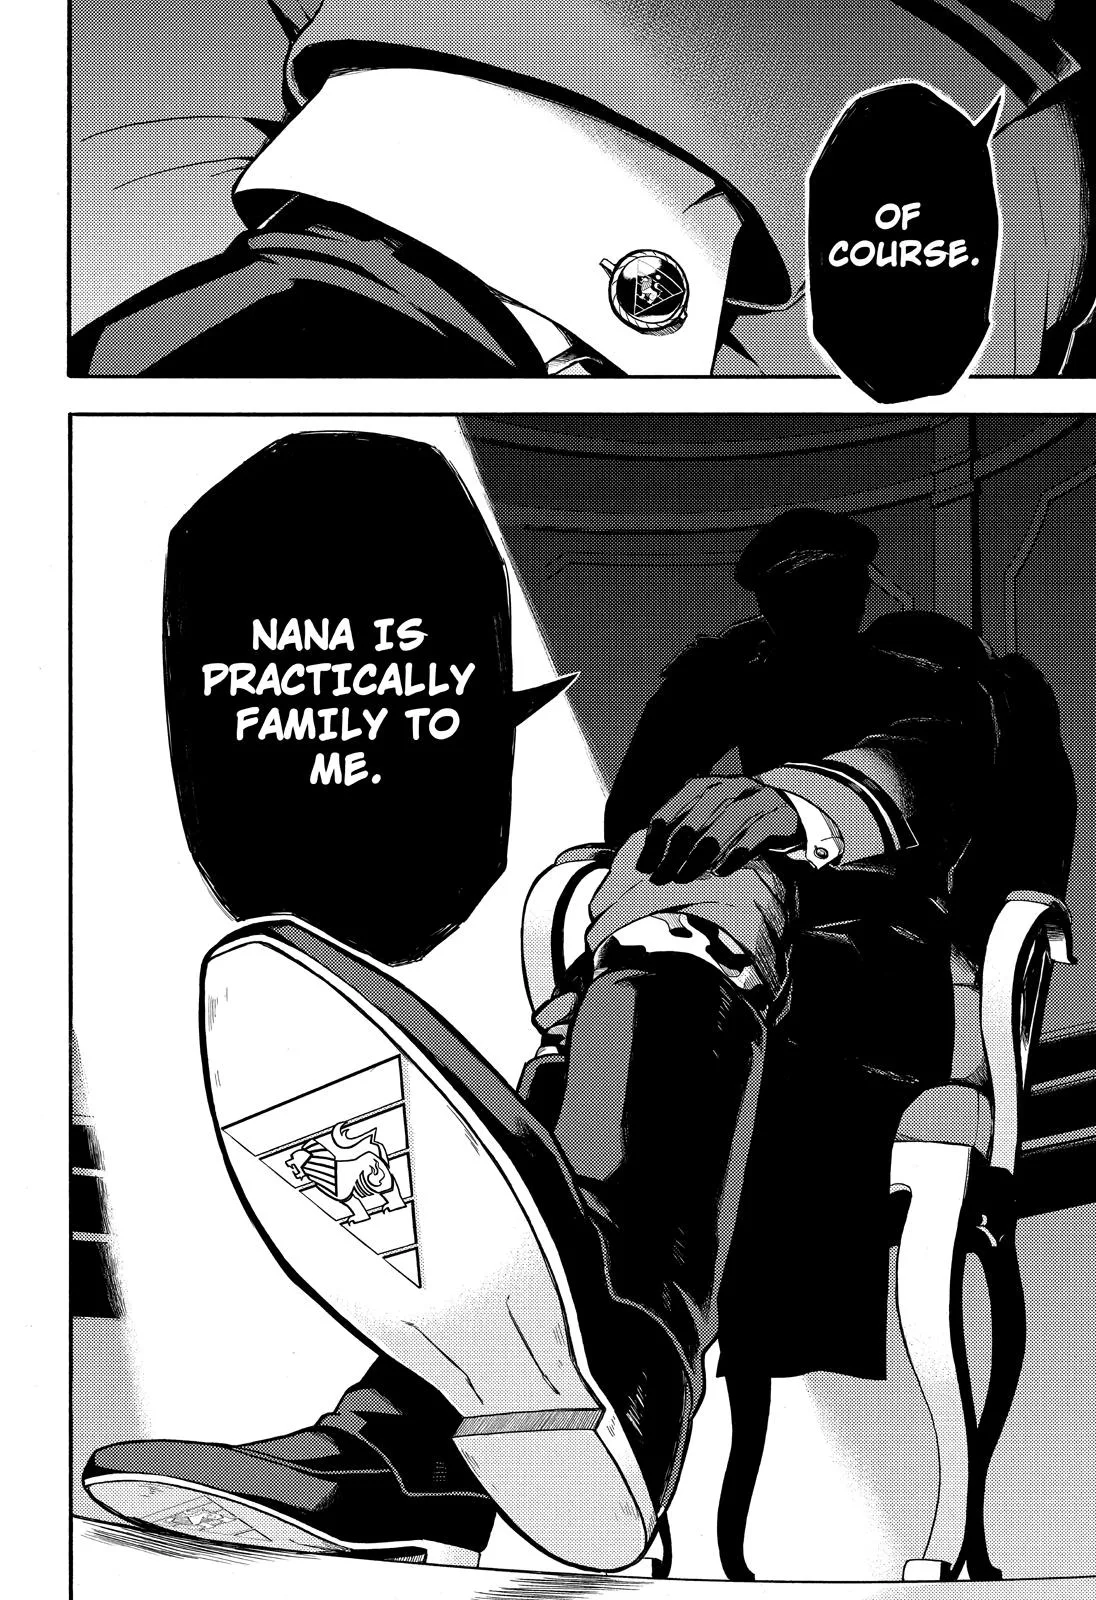 OF
COURSE.
NANA IS
PRACTICALLY
FAMILY TO
ME.